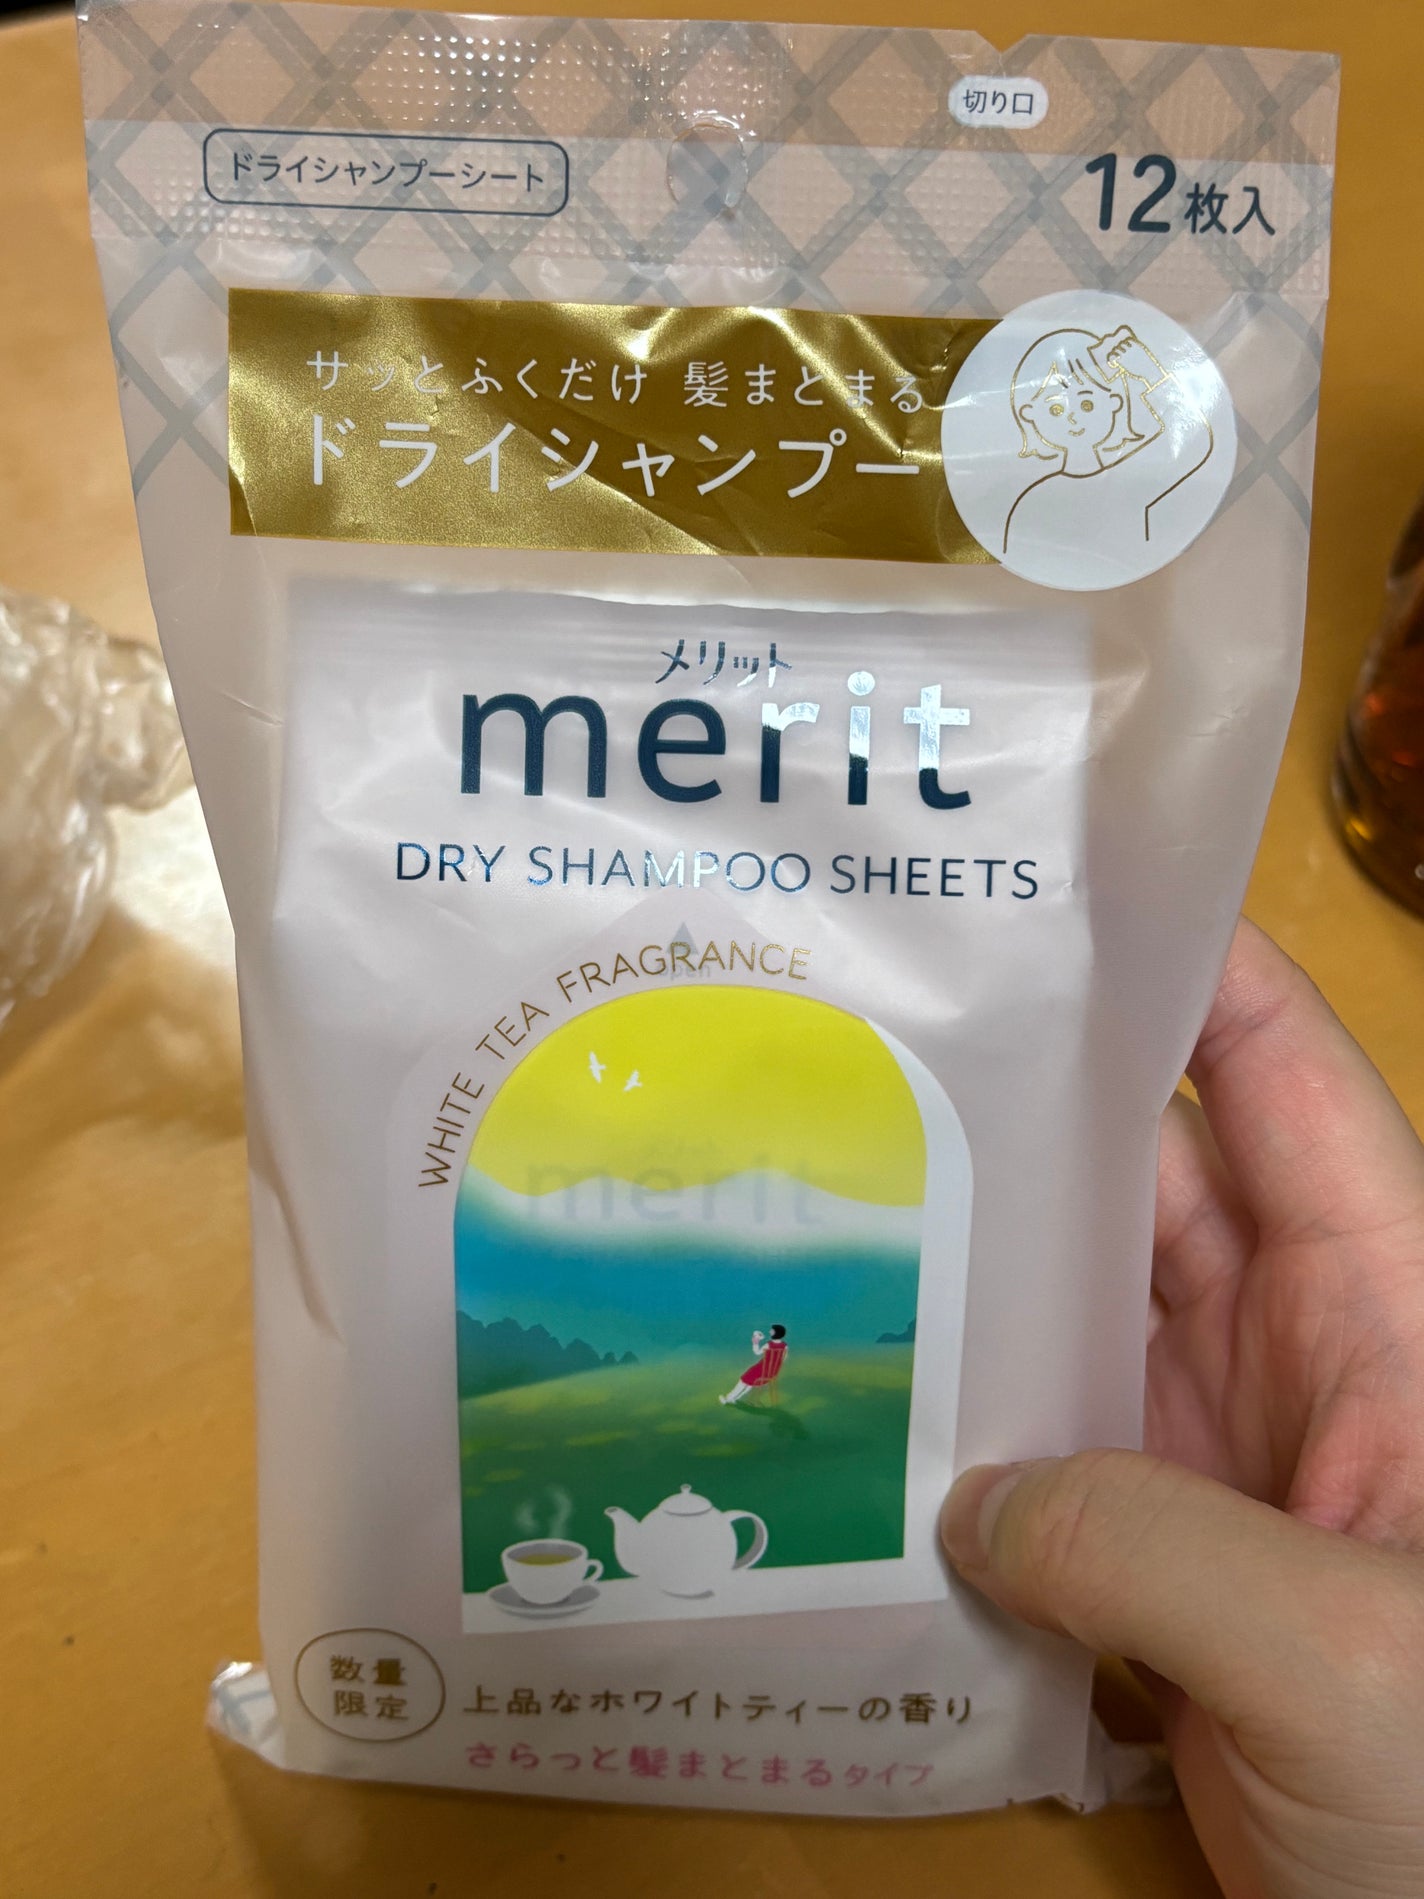 切り口
ドライシャンプーシート
12枚入
サッとふくだけ 髪まとまる
ドライシャンプー
メリット
merit
DRY SHAMPOO SHEETS
open
WHITE TEA FRAGRANCE
merit
数量
限定
上品なホワイトティーの香り
さらっと髪まとまるタイプ